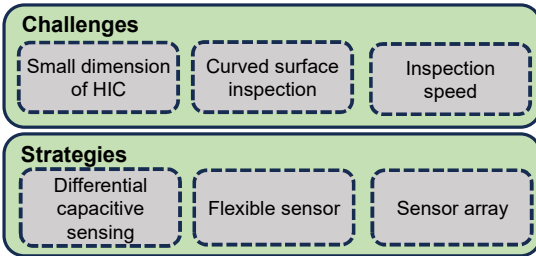 Challenges
Small dimension
of HIC
Curved surface
inspection
Inspection
speed
Strategies
Differential
capacitive
sensing
Flexible sensor
Sensor array